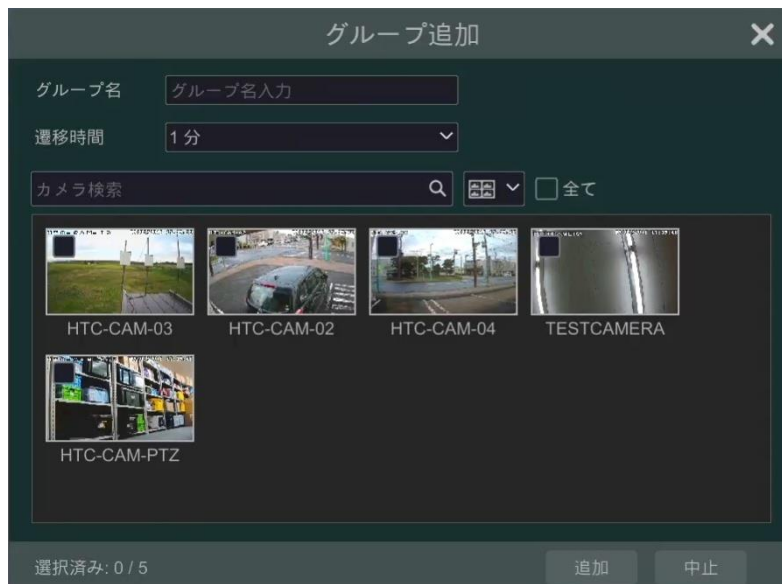 グループ追加
グループ名 グループ名入力
遷移時間 1 分
カメラ検索 全て
HTC-CAM-03 HTC-CAM-02 HTC-CAM-04 TESTCAMERA
HTC-CAM-PTZ
選択済み: 0 / 5 追加 中止